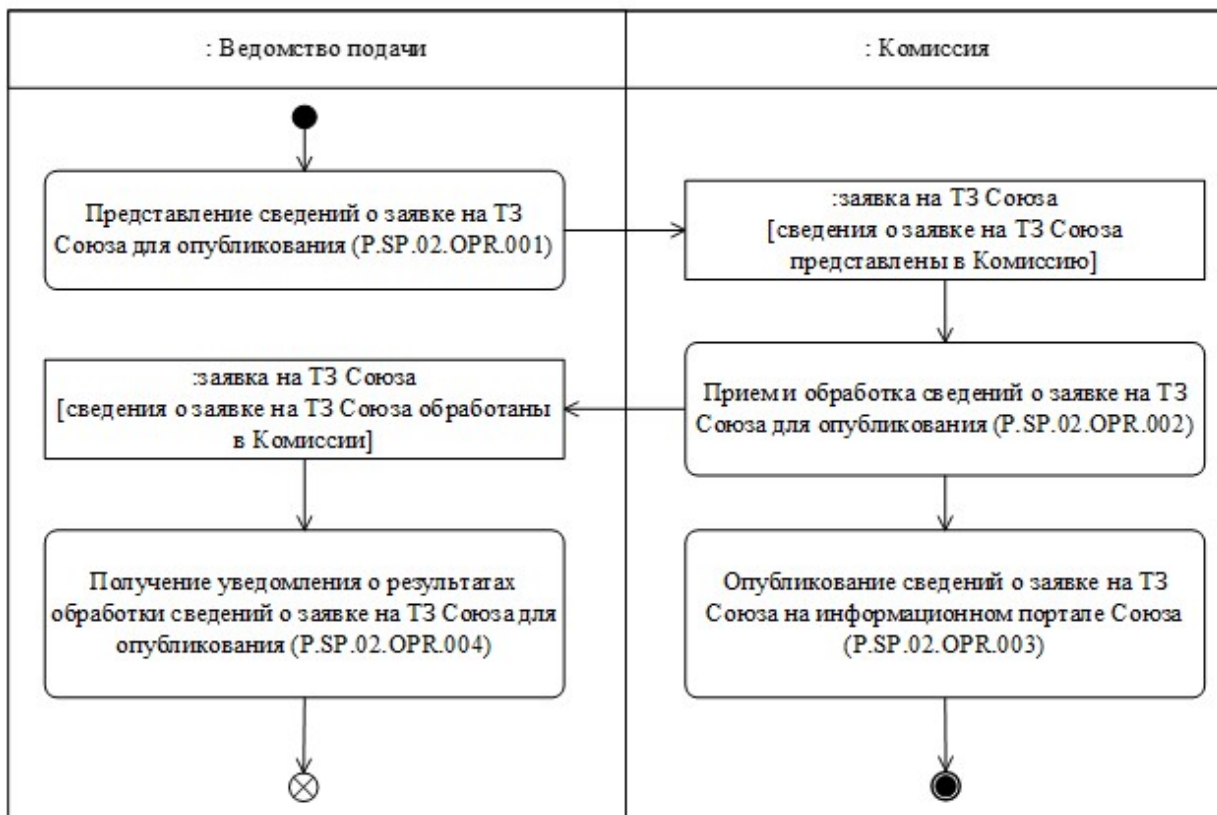 : Ведомство подачи
: Комиссия
Представление сведений о заявке на ТЗ
Союза для опубликования (P.SP.02.OPR.001)
:заявка на ТЗ Союза
[сведения о заявке на ТЗ Союза
представлены в Комиссию]
:заявка на ТЗ Союза
[сведения о заявке на ТЗ Союза обработаны
в Комиссии]
Прием и обработка сведений о заявке на ТЗ
Союза для опубликования (P.SP.02.OPR.002)
Получение уведомления о результатах
обработки сведений о заявке на ТЗ Союза для
опубликования (P.SP.02.OPR.004)
Опубликование сведений о заявке на ТЗ
Союза на информационном портале Союза
(P.SP.02.OPR.003)